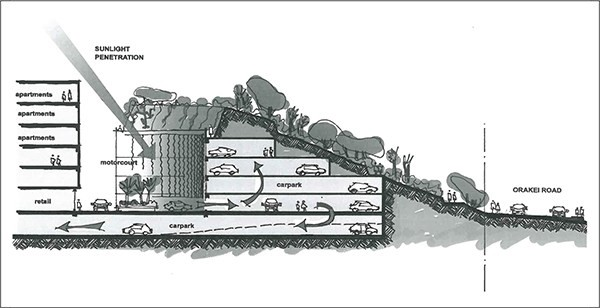 SUNLIGHT
PENETRATION
apartments
apartments
apartments
motorcourt
carpark
retail
ORAKEI ROAD
carpark